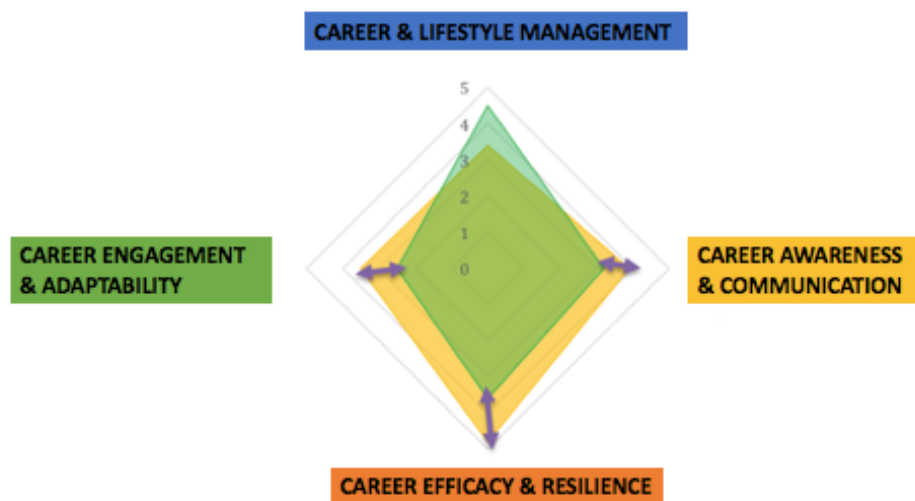 CAREER & LIFESTYLE MANAGEMENT
5
4
3
2
1
0
CAREER ENGAGEMENT
& ADAPTABILITY
CAREER AWARENESS
& COMMUNICATION
CAREER EFFICACY & RESILIENCE